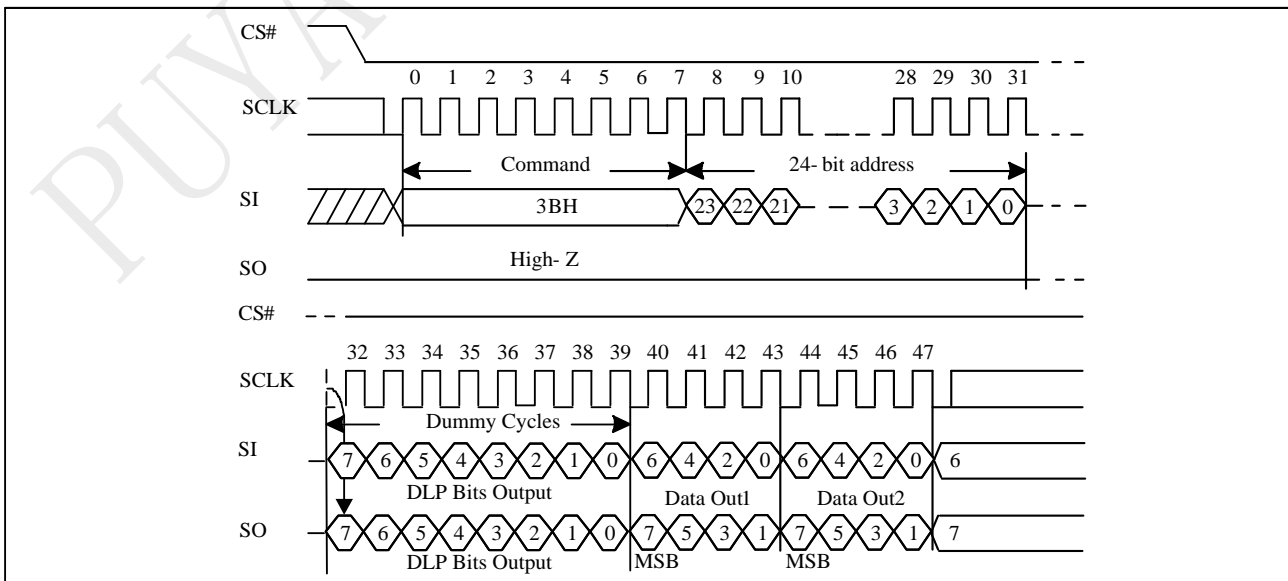 PUYA
CS#
0 1 2 3 4 5 6 7 8 9 10 28 29 30 31
SCLK
Command 24- bit address
SI
3BH 23 22 21 3 2 1 0
High- Z
SO
CS#
32 33 34 35 36 37 38 39 40 41 42 43 44 45 46 47
SCLK
Dummy Cycles
SI
7 6 5 4 3 2 1 0 6 4 2 0 6 4 2 0 6
DLP Bits Output Data Out1 Data Out2
SO
7 6 5 4 3 2 1 0 7 5 3 1 7 5 3 1 7
DLP Bits Output MSB MSB